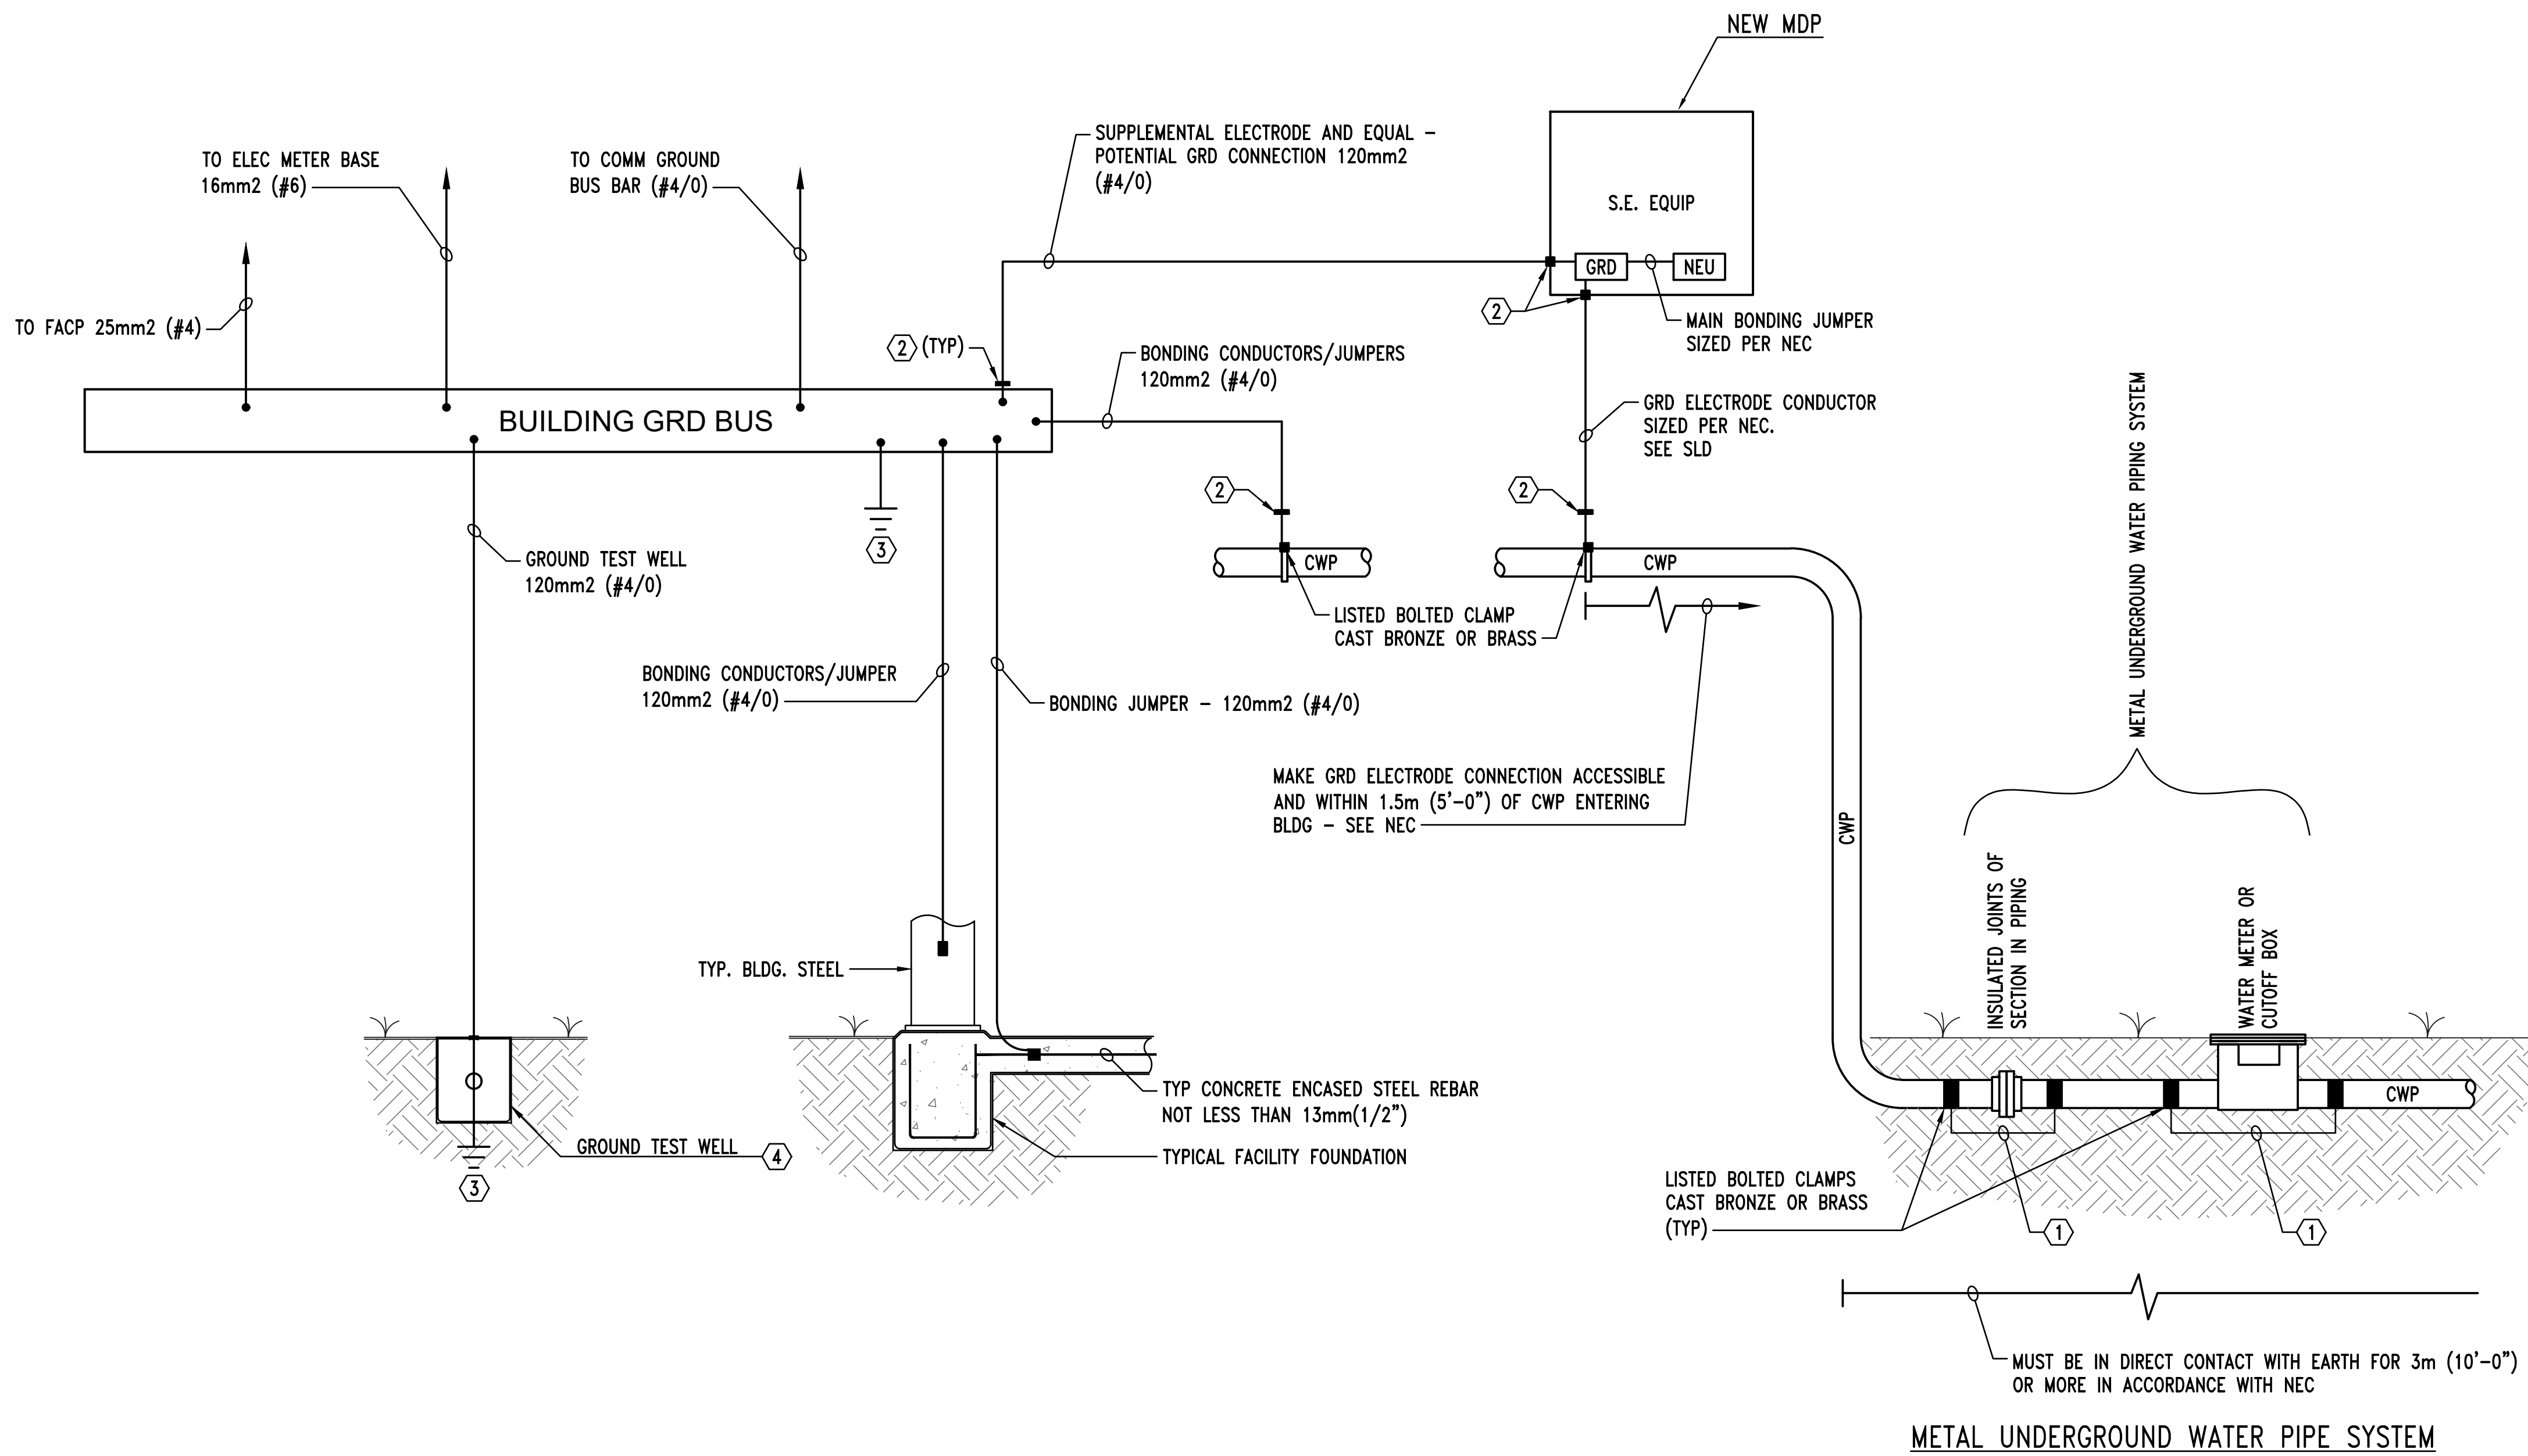 NEW MDP
SUPPLEMENTAL ELECTRODE AND EQUAL -
POTENTIAL GRD CONNECTION 120mm2
(#4/0)
TO ELEC METER BASE
16mm2 (#6)
TO COMM GROUND
BUS BAR (#4/0)
S.E. EQUIP
GRD
NEU
2
TO FACP 25mm2 (#4)
2 (TYP)
MAIN BONDING JUMPER
SIZED PER NEC
BONDING CONDUCTORS/JUMPERS
120mm2 (#4/0)
BUILDING GRD BUS
GRD ELECTRODE CONDUCTOR
SIZED PER NEC.
SEE SLD
METAL UNDERGROUND WATER PIPING SYSTEM
2
2
3
GROUND TEST WELL
120mm2 (#4/0)
CWP
CWP
LISTED BOLTED CLAMP
CAST BRONZE OR BRASS
BONDING CONDUCTORS/JUMPER
120mm2 (#4/0)
BONDING JUMPER - 120mm2 (#4/0)
MAKE GRD ELECTRODE CONNECTION ACCESSIBLE
AND WITHIN 1.5m (5'-0") OF CWP ENTERING
BLDG - SEE NEC
CWP
INSULATED JOINTS OF
SECTION IN PIPING
WATER METER OR
CUTOFF BOX
TYP. BLDG. STEEL
TYP CONCRETE ENCASED STEEL REBAR
NOT LESS THAN 13mm(1/2")
CWP
GROUND TEST WELL
4
TYPICAL FACILITY FOUNDATION
3
LISTED BOLTED CLAMPS
CAST BRONZE OR BRASS
(TYP)
1
1
MUST BE IN DIRECT CONTACT WITH EARTH FOR 3m (10'-0")
OR MORE IN ACCORDANCE WITH NEC
METAL UNDERGROUND WATER PIPE SYSTEM